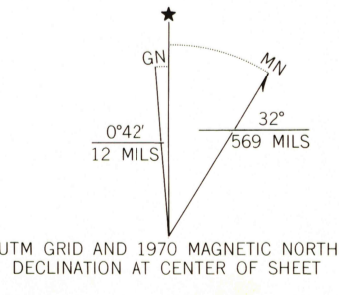 ★
GN
MN
0°42'
12 MILS
32°
569 MILS
UTM GRID AND 1970 MAGNETIC NORTH
DECLINATION AT CENTER OF SHEET